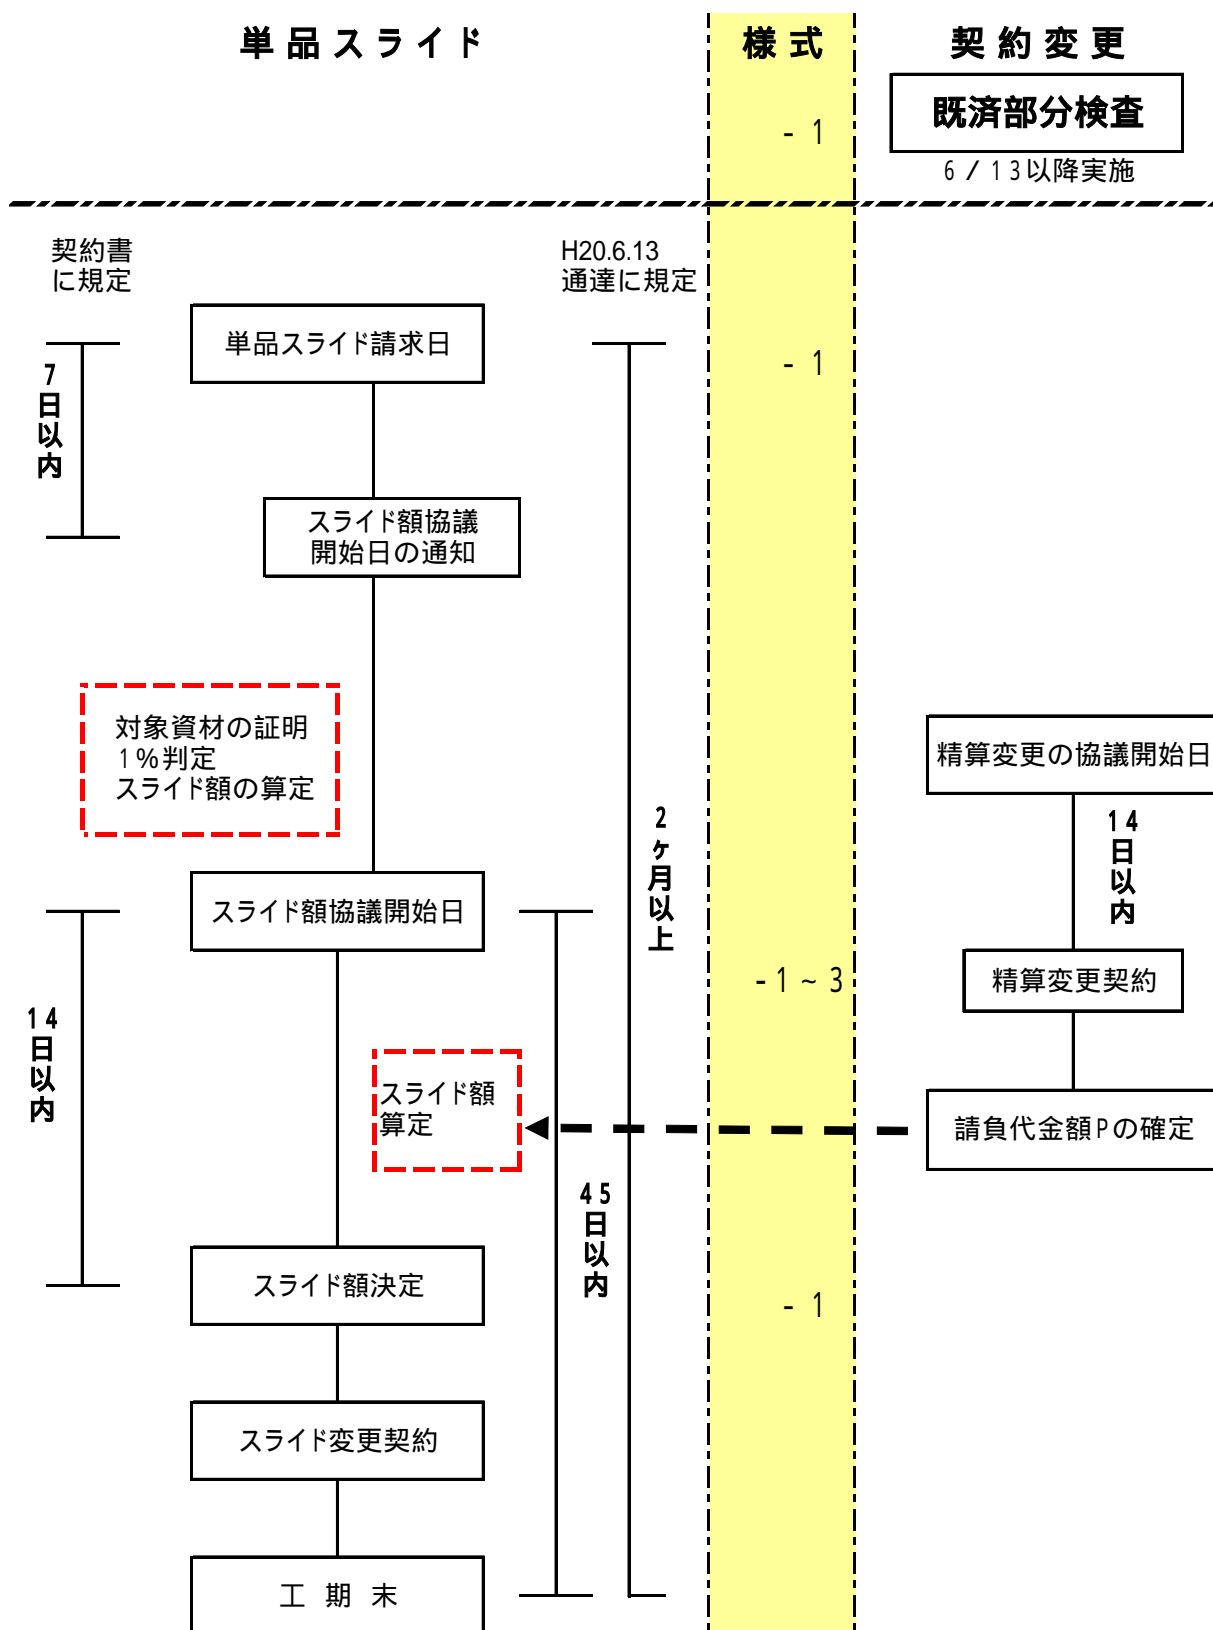 単品スライド
様式
契約変更
既済部分検査
- 1
6/13以降実施
契約書
に規定
H20.6.13
通達に規定
単品スライド請求日
- 1
7日以内
スライド額協議
開始日の通知
対象資材の証明
1%判定
スライド額の算定
精算変更の協議開始日
2ヶ月以上
14日以内
スライド額協議開始日
- 1 ~ 3
精算変更契約
14日以内
スライド額
算定
請負代金額Pの確定
45日以内
スライド額決定
- 1
スライド変更契約
工期末